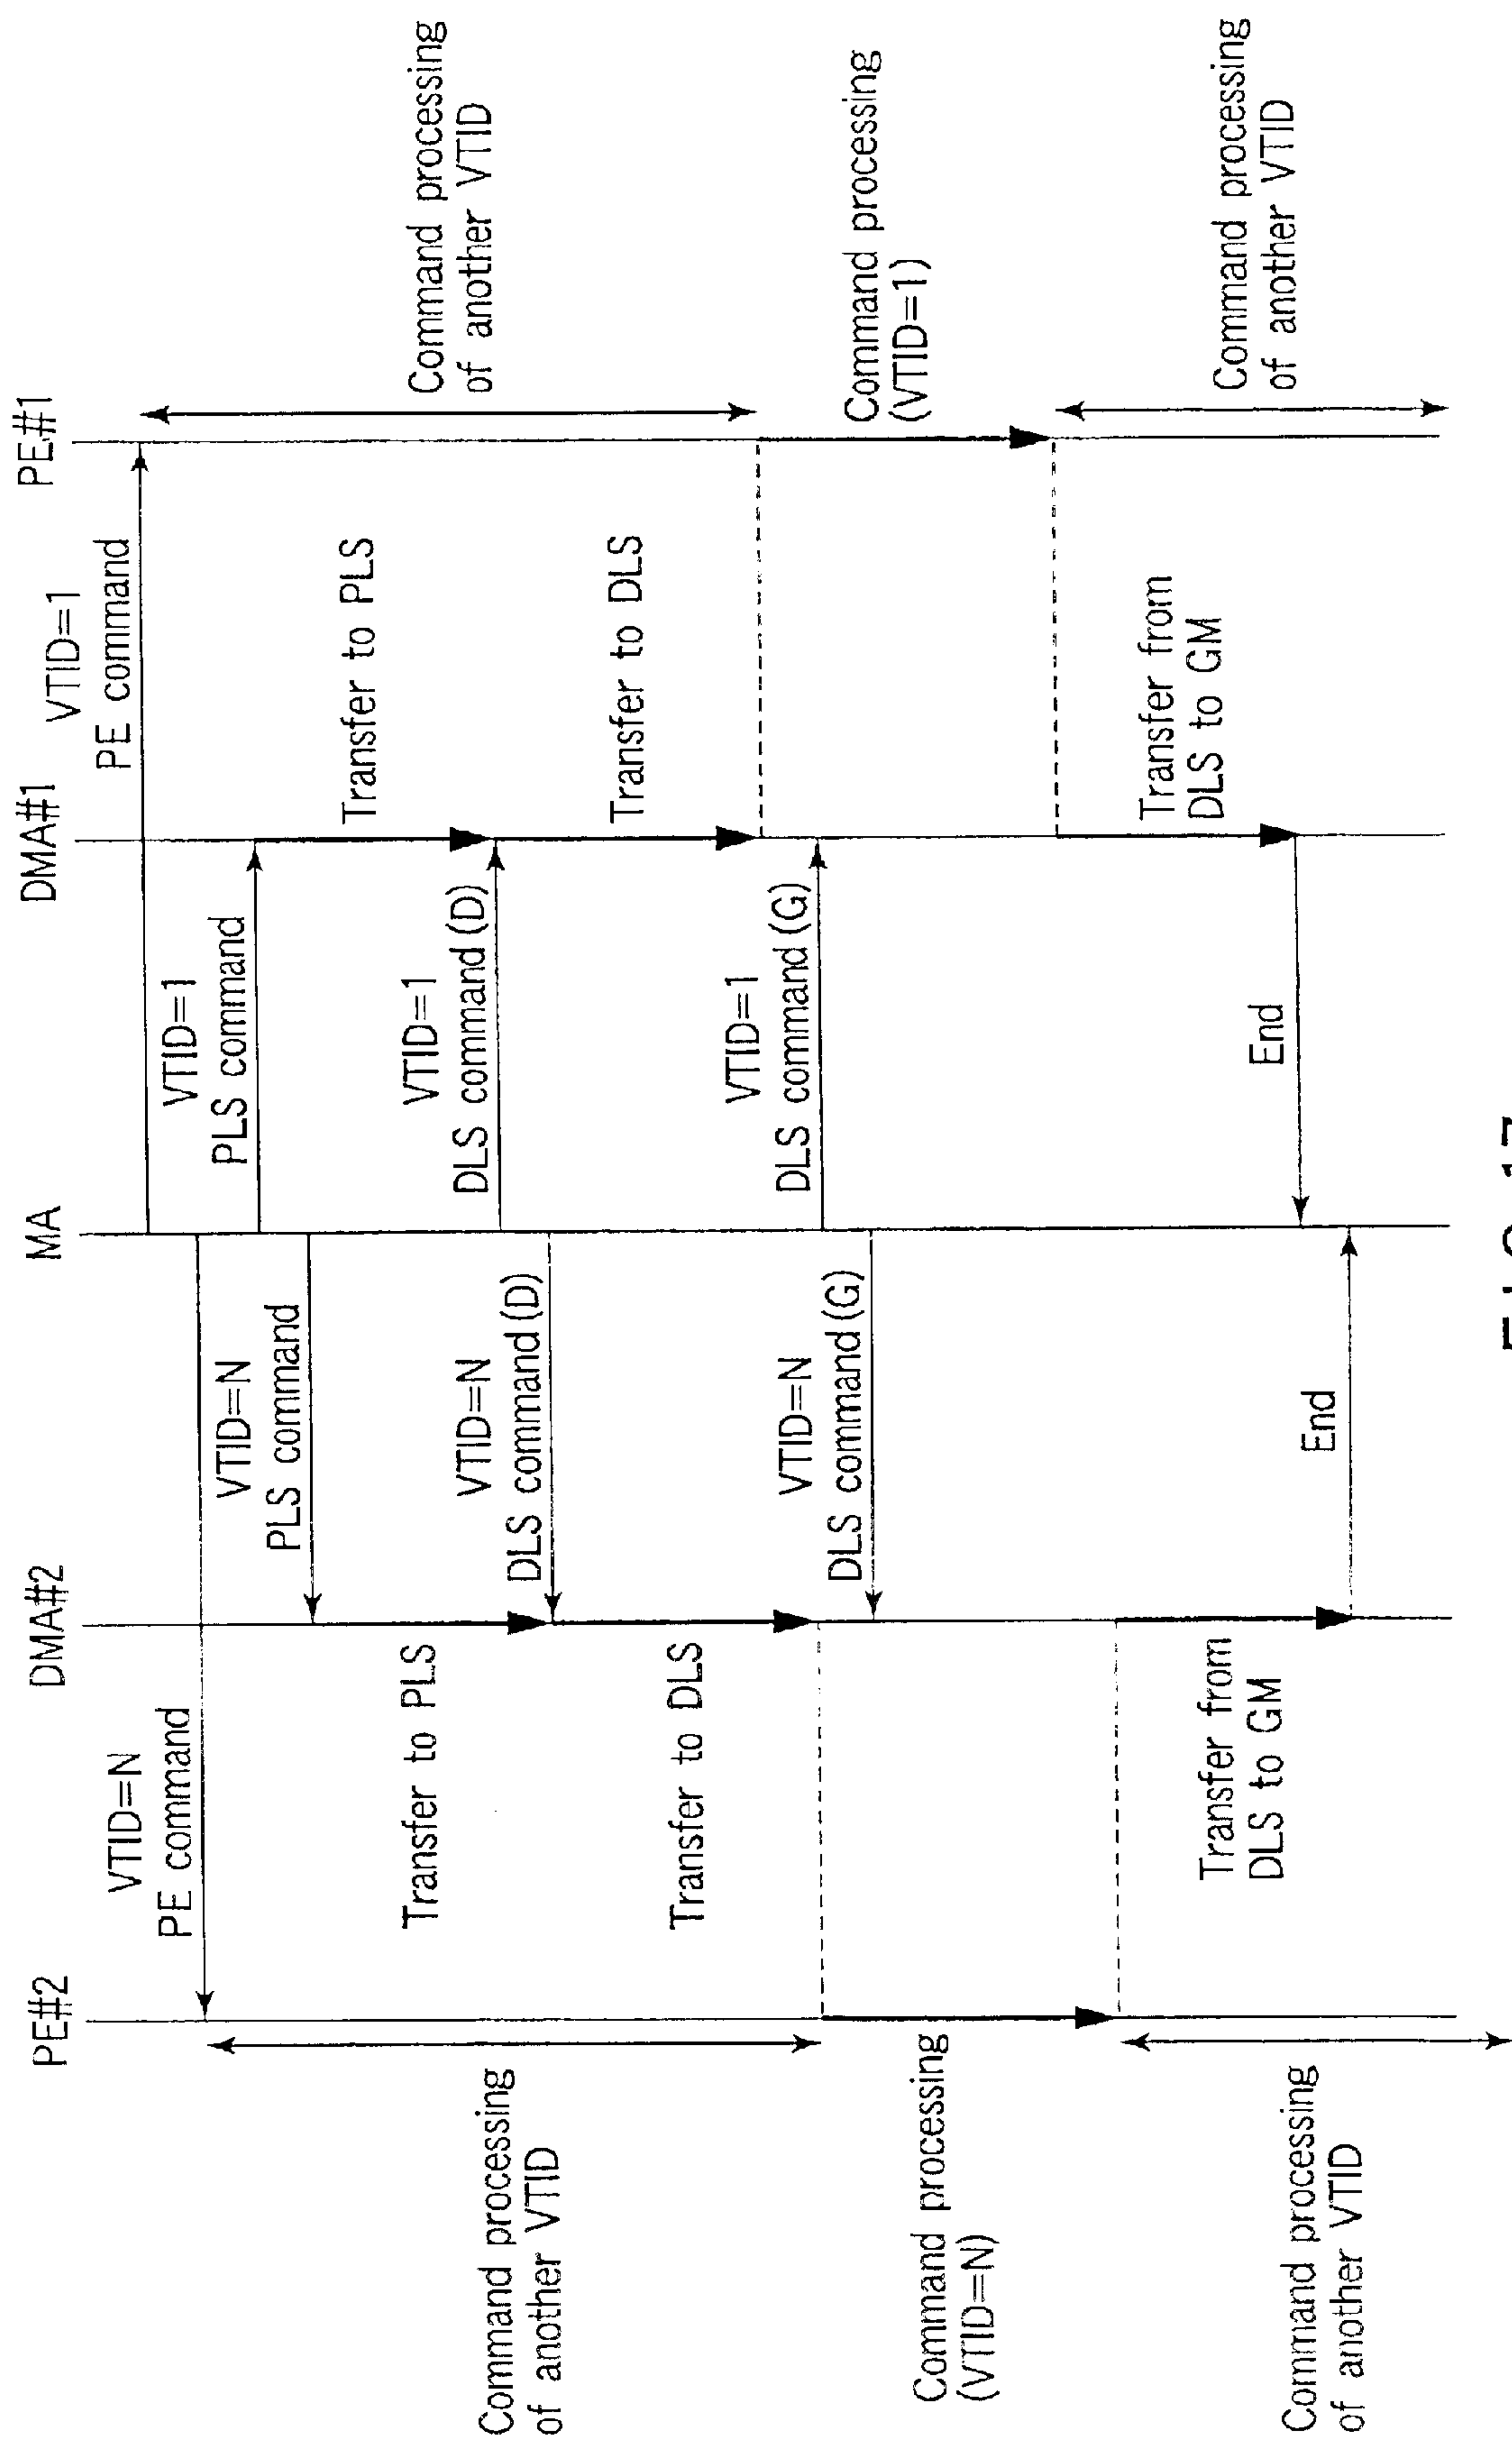 PE#2
DMA#2
MA
DMA#1
PE#1
VTID=1
PE command
VTID=N
PE command
VTID=1
PLS command
VTID=N
PLS command
Transfer to PLS
Transfer to PLS
Command processing
of another VTID
Command processing
of another VTID
VTID=1
DLS command (D)
VTID=N
DLS command (D)
Transfer to DLS
Transfer to DLS
VTID=1
DLS command (G)
VTID=N
DLS command (G)
Command processing
(VTID=1)
Command processing
(VTID=N)
Transfer from
DLS to GM
Transfer from
DLS to GM
Command processing
of another VTID
Command processing
of another VTID
End
End